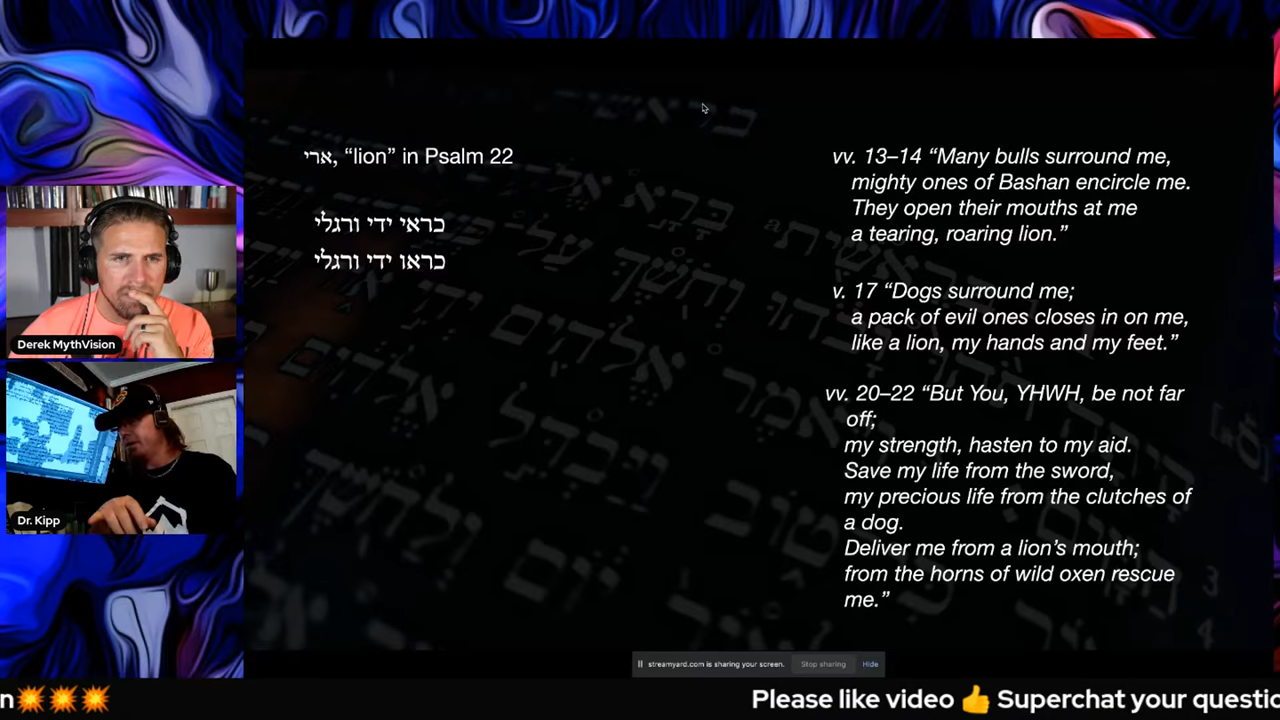 ארי, “lion” in Psalm 22
כראי ידי ורגלי
כראו ידי ורגלי
vv. 13–14 “Many bulls surround me,
mighty ones of Bashan encircle me.
They open their mouths at me
a tearing, roaring lion.”
v. 17 “Dogs surround me;
a pack of evil ones closes in on me,
like a lion, my hands and my feet.”
vv. 20–22 “But You, YHWH, be not far
off;
my strength, hasten to my aid.
Save my life from the sword,
my precious life from the clutches of
a dog.
Deliver me from a lion’s mouth;
from the horns of wild oxen rescue
me.”
Derek MythVision
Dr. Kipp
streamyard.com is sharing your screen. Stop sharing Hide
n💥💥💥 Please like video 👍 Superchat your questio